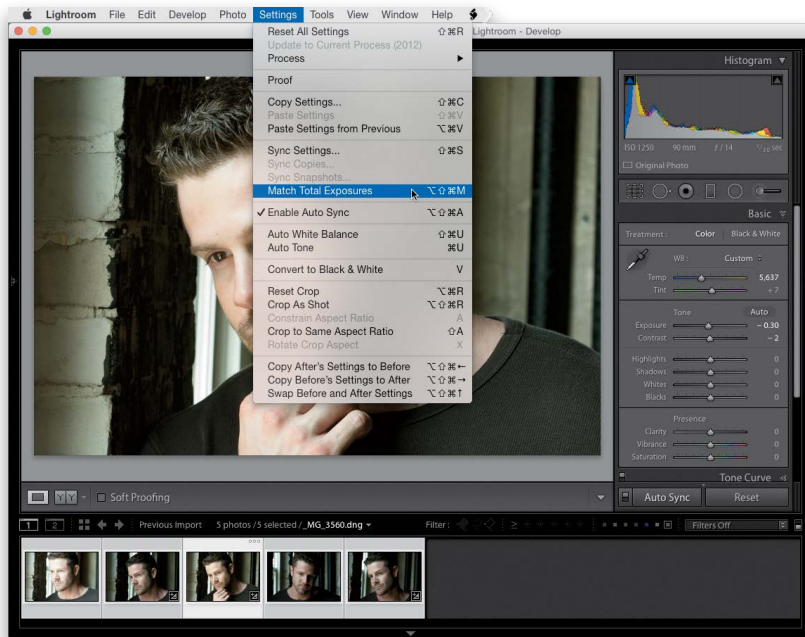 Lightroom File Edit Develop Photo Settings Tools View Window Help
Lightroom - Develop
Reset All Settings ⇧⌘R
Update to Current Process (2012)
Process ▶
Proof
Copy Settings... ⇧⌘C
Paste Settings ⇧⌘V
Paste Settings from Previous ⌥⌘V
Sync Settings... ⇧⌘S
Sync Copies...
Sync Snapshots...
Match Total Exposures ⌥⇧⌘M
✓ Enable Auto Sync ⌥⇧⌘A
Auto White Balance ⇧⌘U
Auto Tone ⌘U
Convert to Black & White V
Reset Crop ⌥⌘R
Crop As Shot ⌥⇧⌘R
Constrain Aspect Ratio A
Crop to Same Aspect Ratio ⇧A
Rotate Crop Aspect X
Copy After's Settings to Before ⌥⇧⌘←
Copy Before's Settings to After ⌥⇧⌘→
Swap Before and After Settings ⌥⇧⌘↑
Histogram ▼
ISO 1250 90 mm f / 14 sec
Original Photo
Basic
Treatment : Color Black & White
WB : Custom
Temp 5,637
Tint + 7
Tone Auto
Exposure – 0.30
Contrast – 2
Highlights 0
Shadows 0
Whites 0
Blacks 0
Presence
Clarity 0
Vibrance 0
Saturation 0
Tone Curve
Y Y Soft Proofing
Auto Sync Reset
1 2 Previous Import 5 photos /5 selected /_MG_3560.dng Filter : ≥ Filters Off